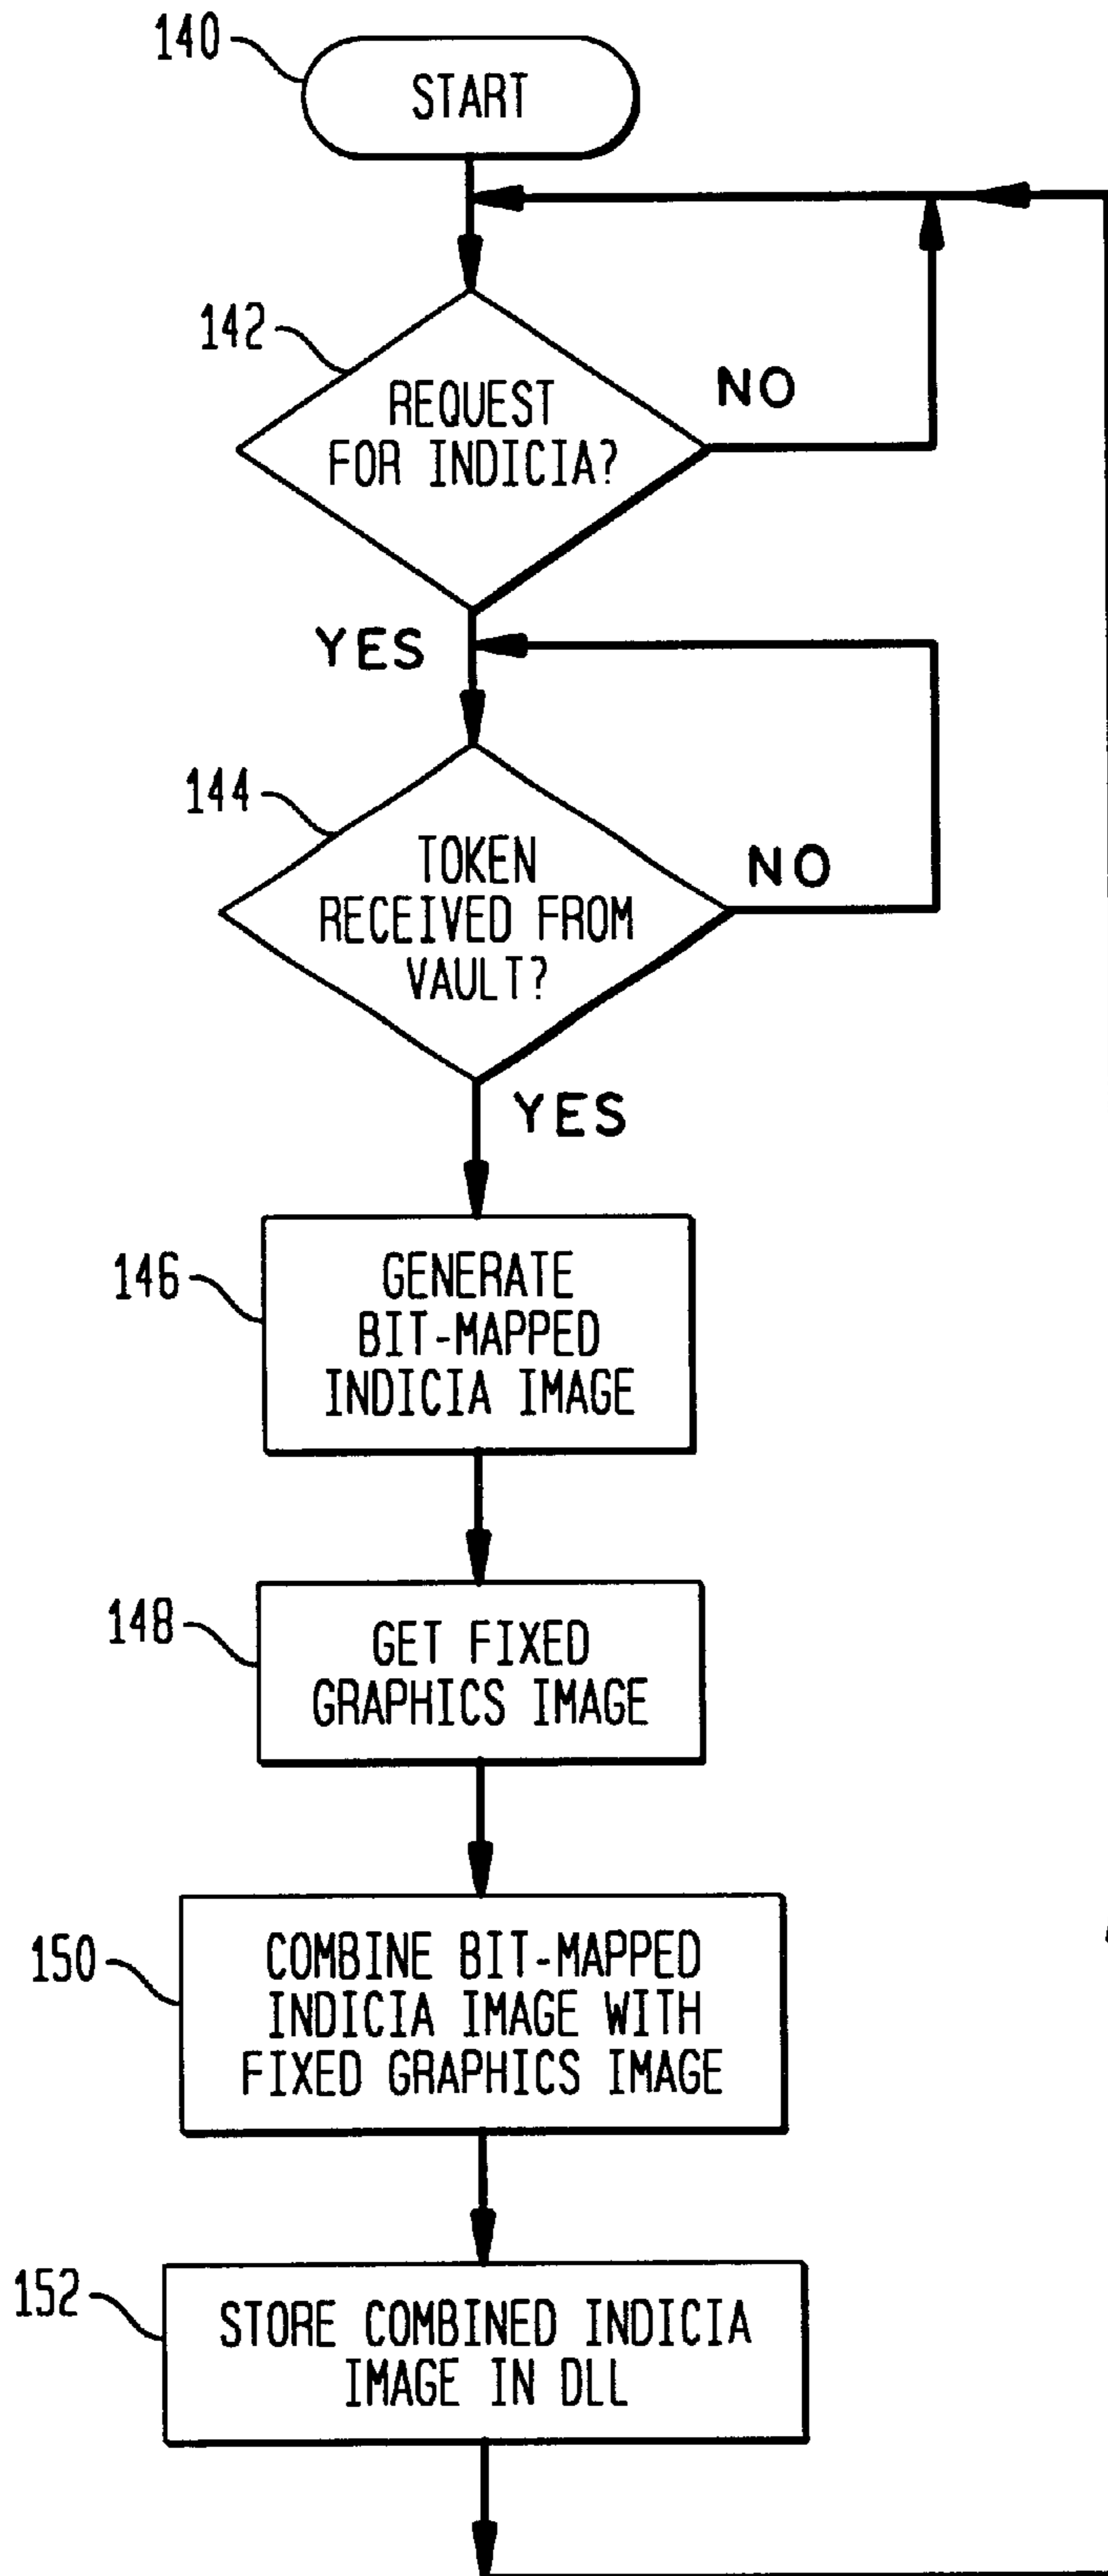 140
START
142
REQUEST
FOR INDICIA?
NO
YES
144
TOKEN
RECEIVED FROM
VAULT?
NO
YES
146
GENERATE
BIT-MAPPED
INDICIA IMAGE
148
GET FIXED
GRAPHICS IMAGE
150
COMBINE BIT-MAPPED
INDICIA IMAGE WITH
FIXED GRAPHICS IMAGE
152
STORE COMBINED INDICIA
IMAGE IN DLL